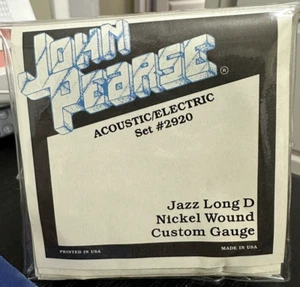 JOHN
PEARSE®
ACOUSTIC/ELECTRIC
Set #2920
Jazz Long D
Nickel Wound
Custom Gauge
PRINTED IN USA MADE IN USA